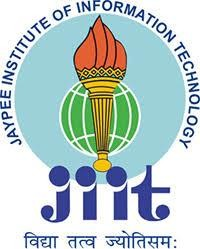 JAYPEE INSTITUTE OF INFORMATION TECHNOLOGY
jiit
विद्या तत्व ज्योतिसमः